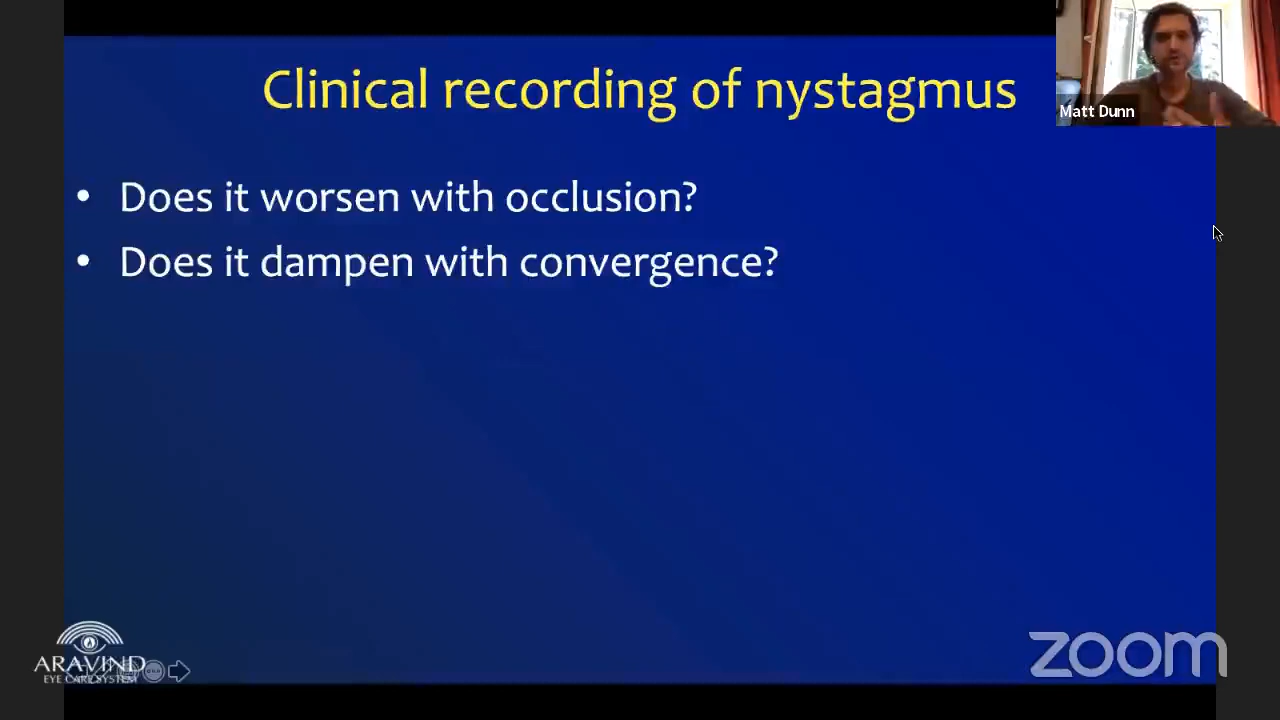 Clinical recording of nystagmus
Matt Dunn
• Does it worsen with occlusion?
• Does it dampen with convergence?
ARAVIND
EYE CARE SYSTEM
zoom